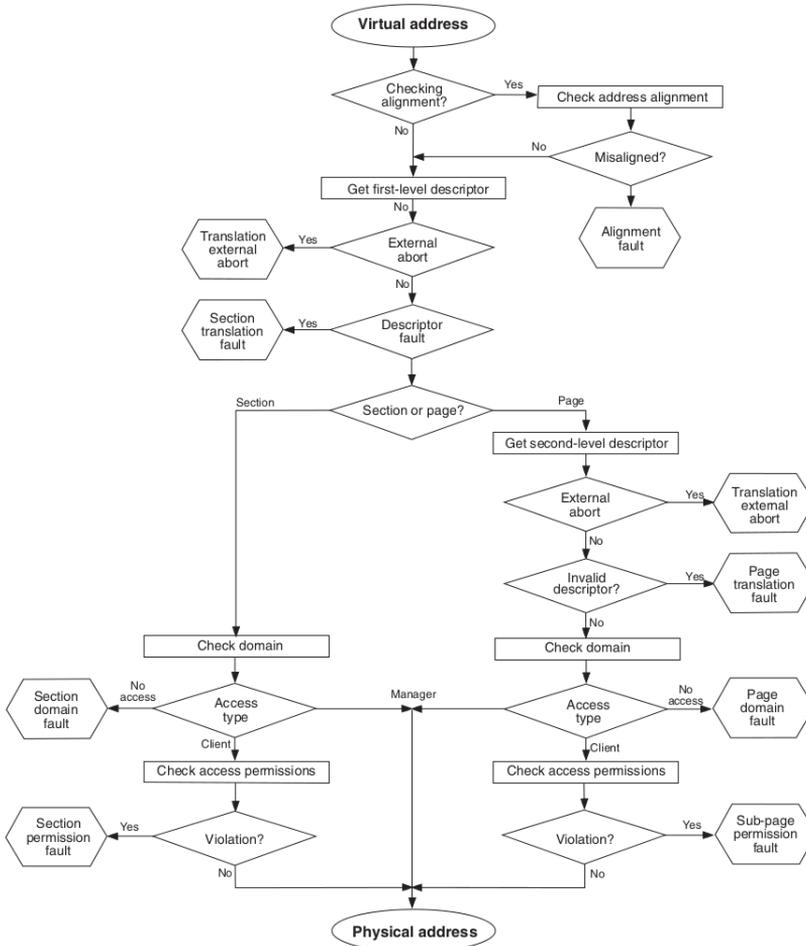 Virtual address
Checking
alignment?
Yes
Check address alignment
No
No
Misaligned?
Get first-level descriptor
No
Alignment
fault
Translation
external
abort
Yes
External
abort
No
Section
translation
fault
Yes
Descriptor
fault
Section
Section or page?
Page
Get second-level descriptor
External
abort
Yes
Translation
external
abort
No
Invalid
descriptor?
Yes
Page
translation
fault
No
Check domain
Check domain
Section
domain
fault
No
access
Access
type
Manager
Access
type
No
access
Page
domain
fault
Client
Client
Check access permissions
Check access permissions
Section
permission
fault
Yes
Violation?
Violation?
Yes
Sub-page
permission
fault
No
No
Physical address